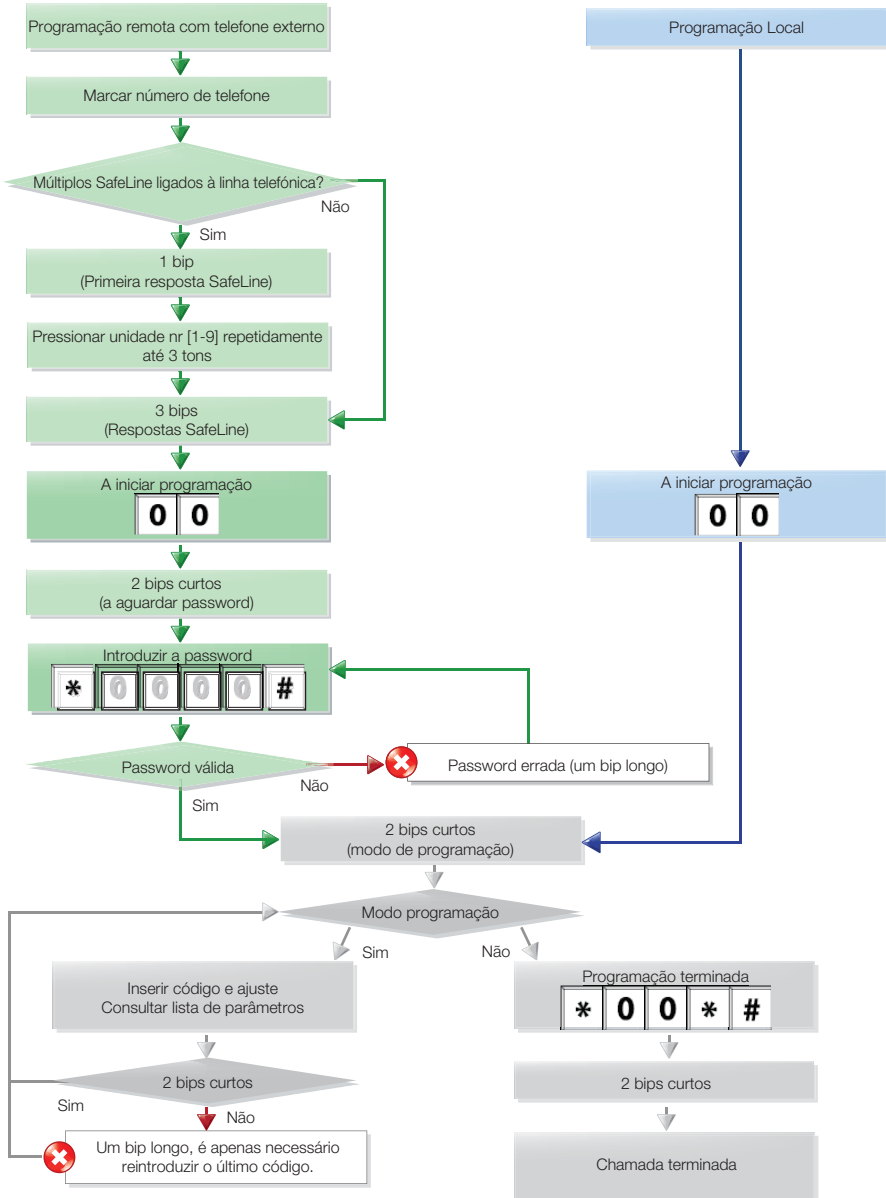 Programação remota com telefone externo
Programação Local
Marcar número de telefone
Múltiplos SafeLine ligados à linha telefónica?
Não
Sim
1 bip
(Primeira resposta SafeLine)
Pressionar unidade nr [1-9] repetidamente
até 3 tons
3 bips
(Respostas SafeLine)
A iniciar programação
0 0
A iniciar programação
0 0
2 bips curtos
(a aguardar password)
Introduzir a password
* 0 0 0 0 #
Password válida
Não
Sim
Password errada (um bip longo)
2 bips curtos
(modo de programação)
Modo programação
Sim
Não
Inserir código e ajuste
Consultar lista de parâmetros
Programação terminada
* 0 0 * #
2 bips curtos
Sim
Não
2 bips curtos
Um bip longo, é apenas necessário
reintroduzir o último código.
Chamada terminada